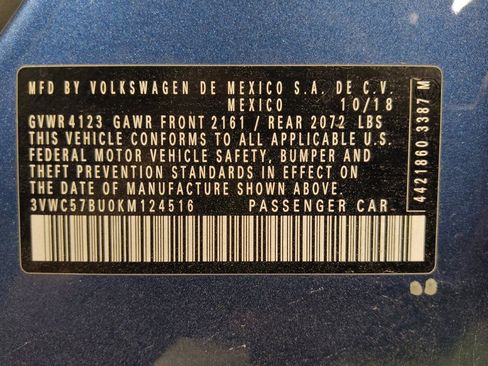 MFD BY VOLKSWAGEN DE MEXICO S.A. DE C.V.
MEXICO 10/18
GVWR 4123 GAWR FRONT 2161 / REAR 2072 LBS
THIS VEHICLE CONFORMS TO ALL APPLICABLE U.S.
FEDERAL MOTOR VEHICLE SAFETY, BUMPER AND
THEFT PREVENTION STANDARDS IN EFFECT ON THE
DATE OF MANUFACTURE SHOWN ABOVE.
3VWC57BU0KM124516 PASSENGER CAR
4421860 3387 M